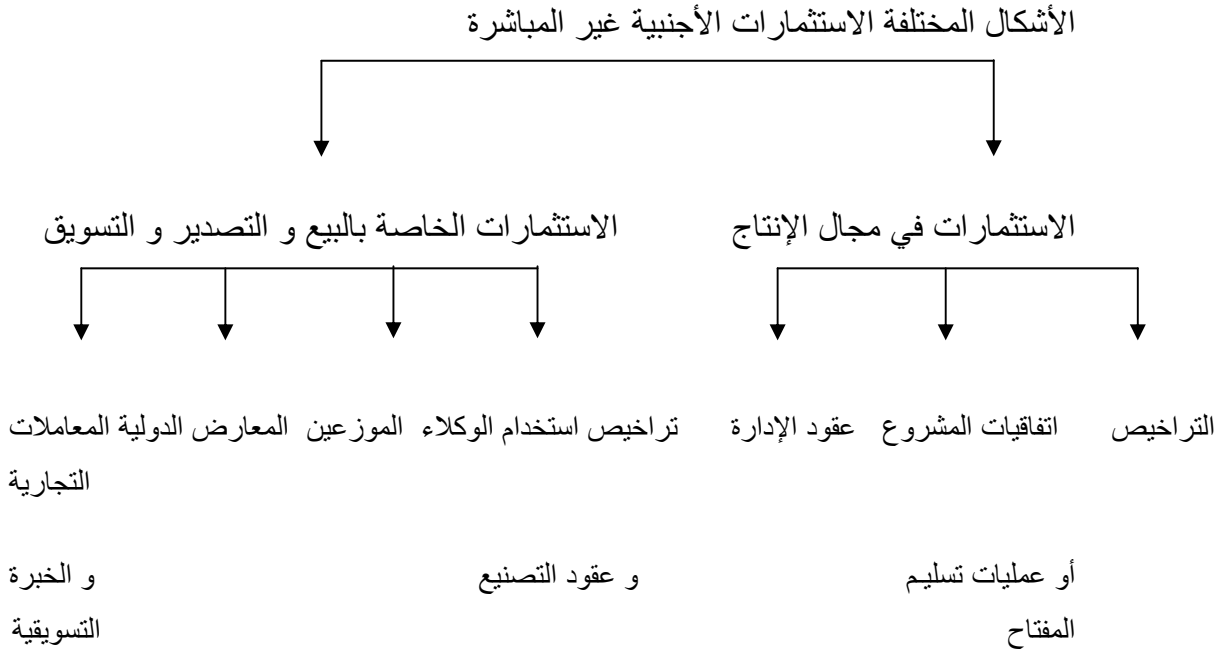 الأشكال المختلفة الاستثمارات الأجنبية غير المباشرة
الاستثمارات في مجال الإنتاج
الاستثمارات الخاصة بالبيع و التصدير و التسويق
التراخيص
اتفاقيات المشروع
عقود الإدارة
تراخيص استخدام الوكلاء
الموزعين
المعارض الدولية
المعاملات
التجارية
أو عمليات تسليم
المفتاح
و عقود التصنيع
و الخبرة
التسويقية